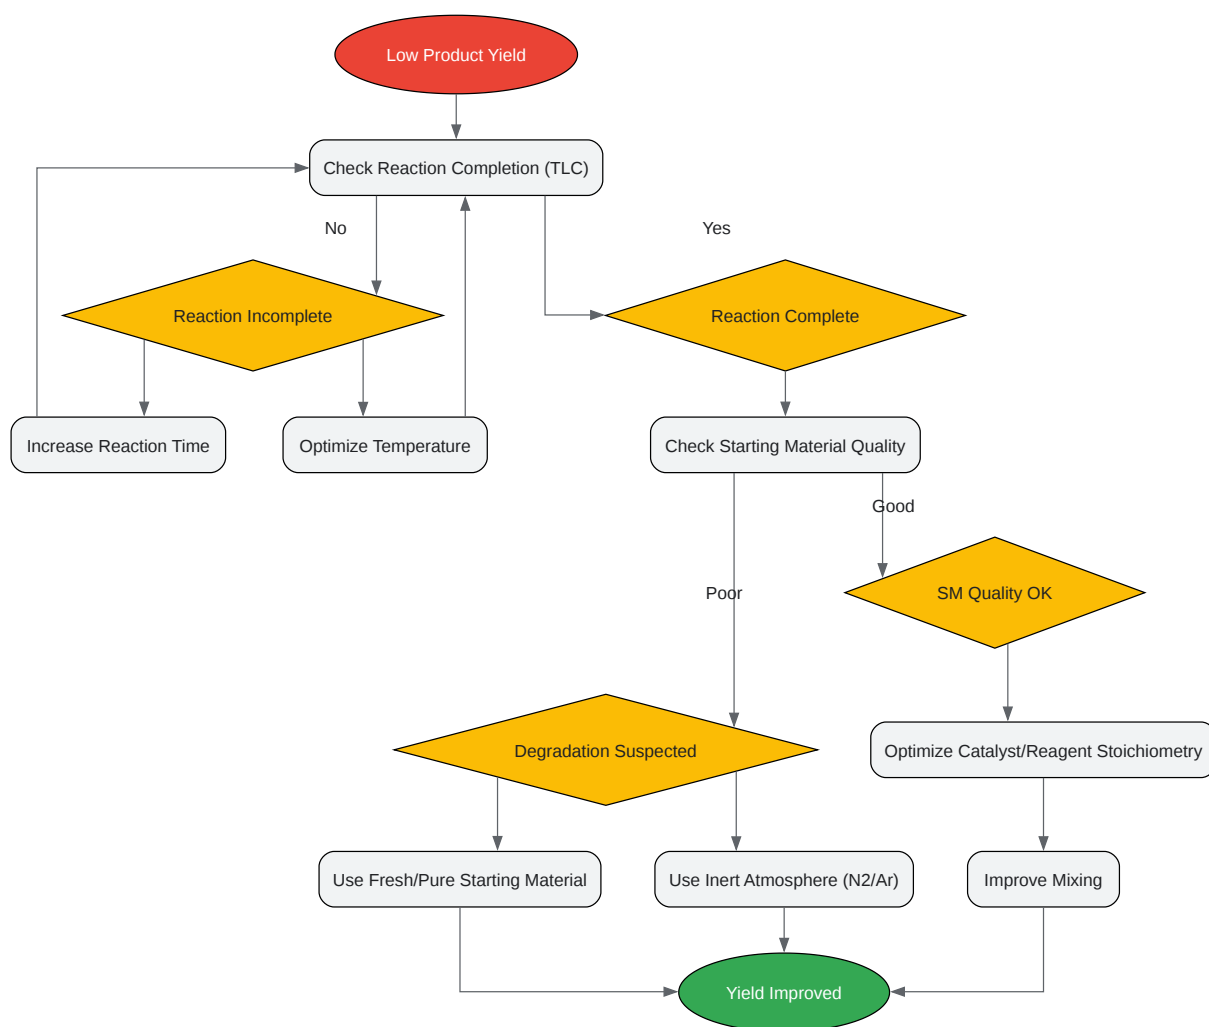 Low Product Yield
Check Reaction Completion (TLC)
No
Yes
Reaction Incomplete
Reaction Complete
Increase Reaction Time
Optimize Temperature
Check Starting Material Quality
Good
Poor
SM Quality OK
Degradation Suspected
Optimize Catalyst/Reagent Stoichiometry
Use Fresh/Pure Starting Material
Use Inert Atmosphere (N2/Ar)
Improve Mixing
Yield Improved